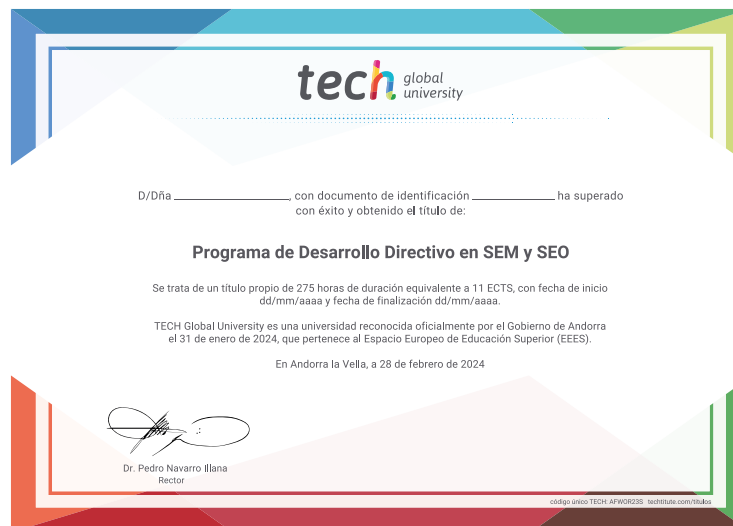 tech global
university
D/Dña ____________, con documento de identificación ____________ ha superado
con éxito y obtenido el título de:
Programa de Desarrollo Directivo en SEM y SEO
Se trata de un título propio de 275 horas de duración equivalente a 11 ECTS, con fecha de inicio
dd/mm/aaaa y fecha de finalización dd/mm/aaaa.
TECH Global University es una universidad reconocida oficialmente por el Gobierno de Andorra
el 31 de enero de 2024, que pertenece al Espacio Europeo de Educación Superior (EEES).
En Andorra la Vella, a 28 de febrero de 2024
Dr. Pedro Navarro Illana
Rector
código único TECH: AFWOR23S techtitute.com/titulos